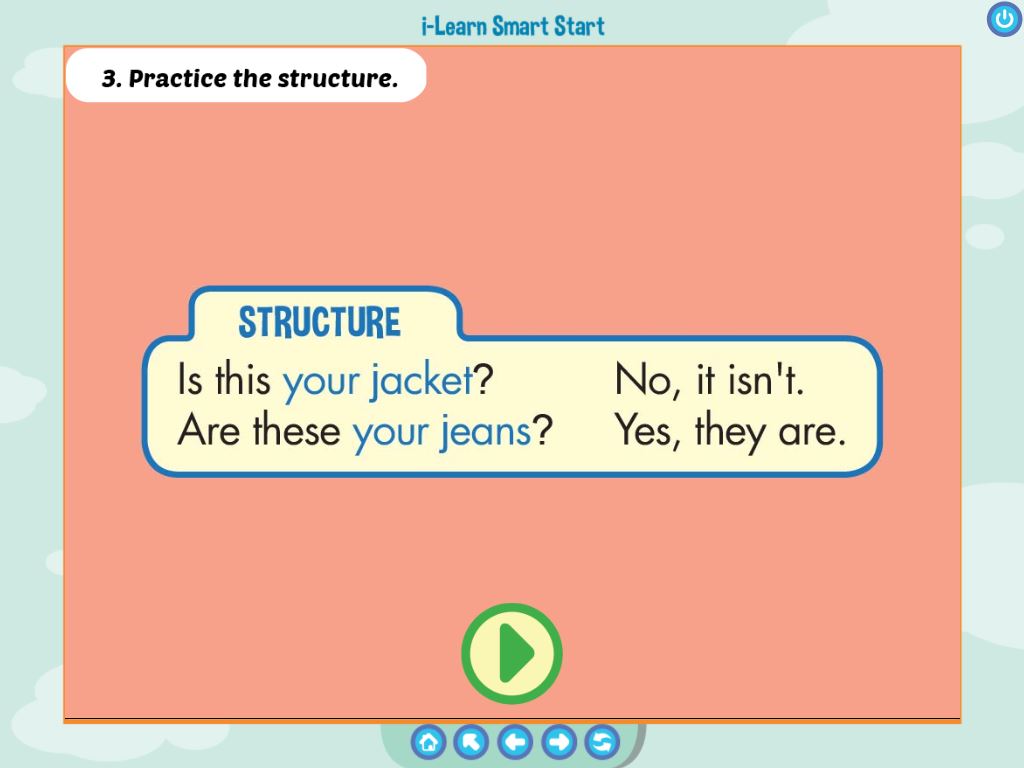 i-Learn Smart Start
3. Practice the structure.
STRUCTURE
Is this your jacket? No, it isn't.
Are these your jeans? Yes, they are.